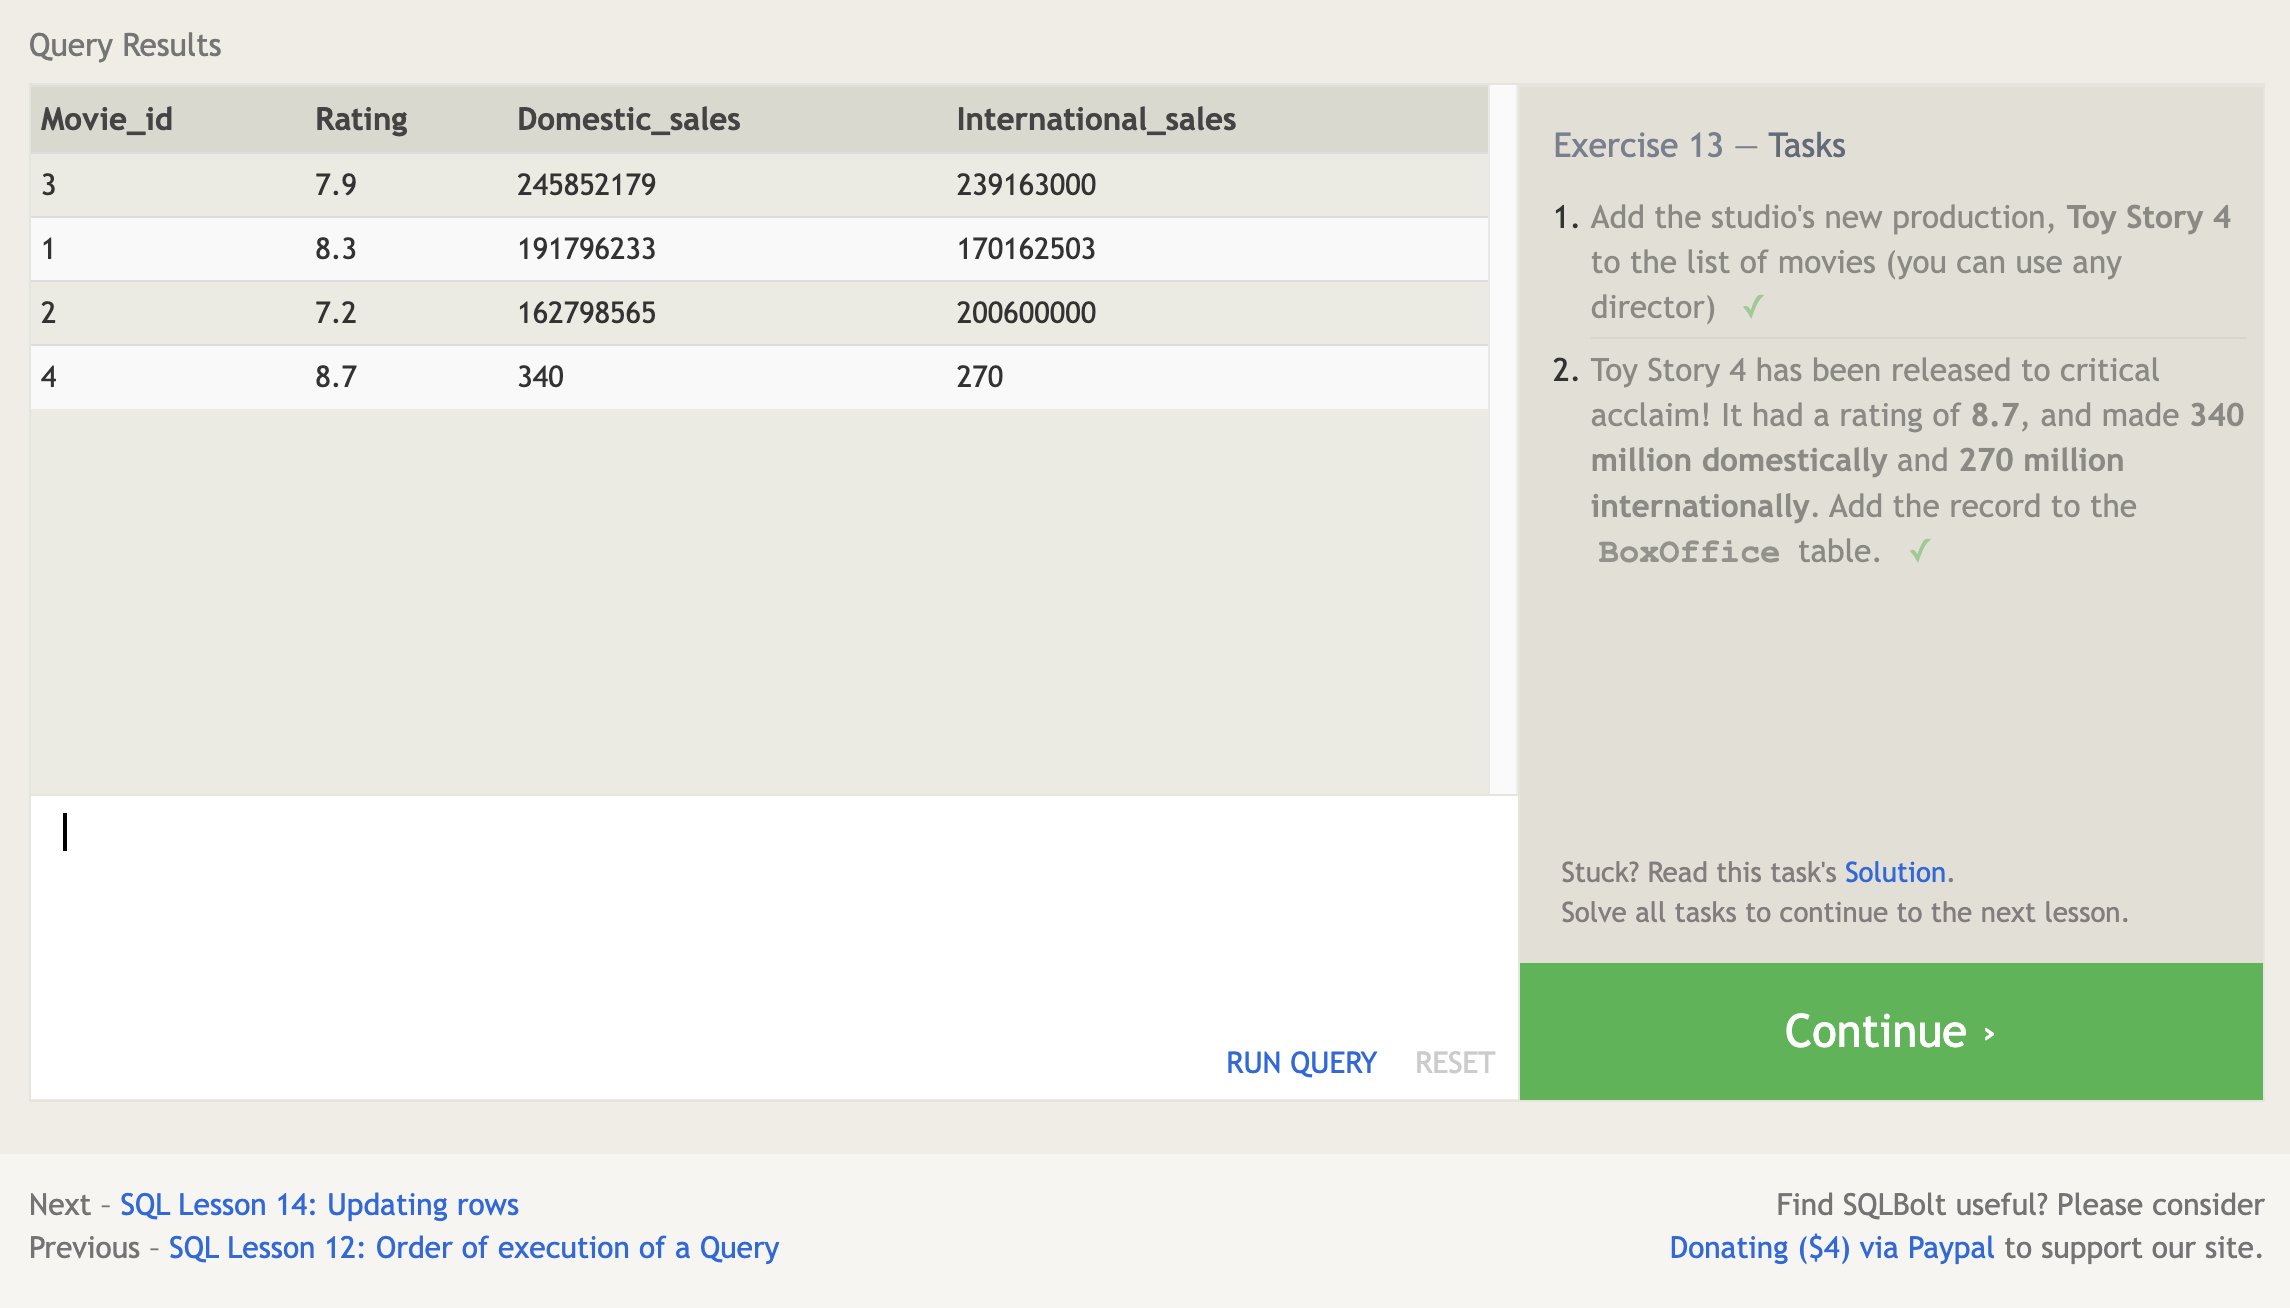 Query Results
Movie_id Rating Domestic_sales International_sales
3 7.9 245852179 239163000
1 8.3 191796233 170162503
2 7.2 162798565 200600000
4 8.7 340 270
RUN QUERY RESET
Exercise 13 — Tasks
1. Add the studio's new production, Toy Story 4
to the list of movies (you can use any
director) ✓
2. Toy Story 4 has been released to critical
acclaim! It had a rating of 8.7, and made 340
million domestically and 270 million
internationally. Add the record to the
BoxOffice table. ✓
Stuck? Read this task's Solution.
Solve all tasks to continue to the next lesson.
Continue ›
Next – SQL Lesson 14: Updating rows
Previous – SQL Lesson 12: Order of execution of a Query
Find SQLBolt useful? Please consider
Donating ($4) via Paypal to support our site.